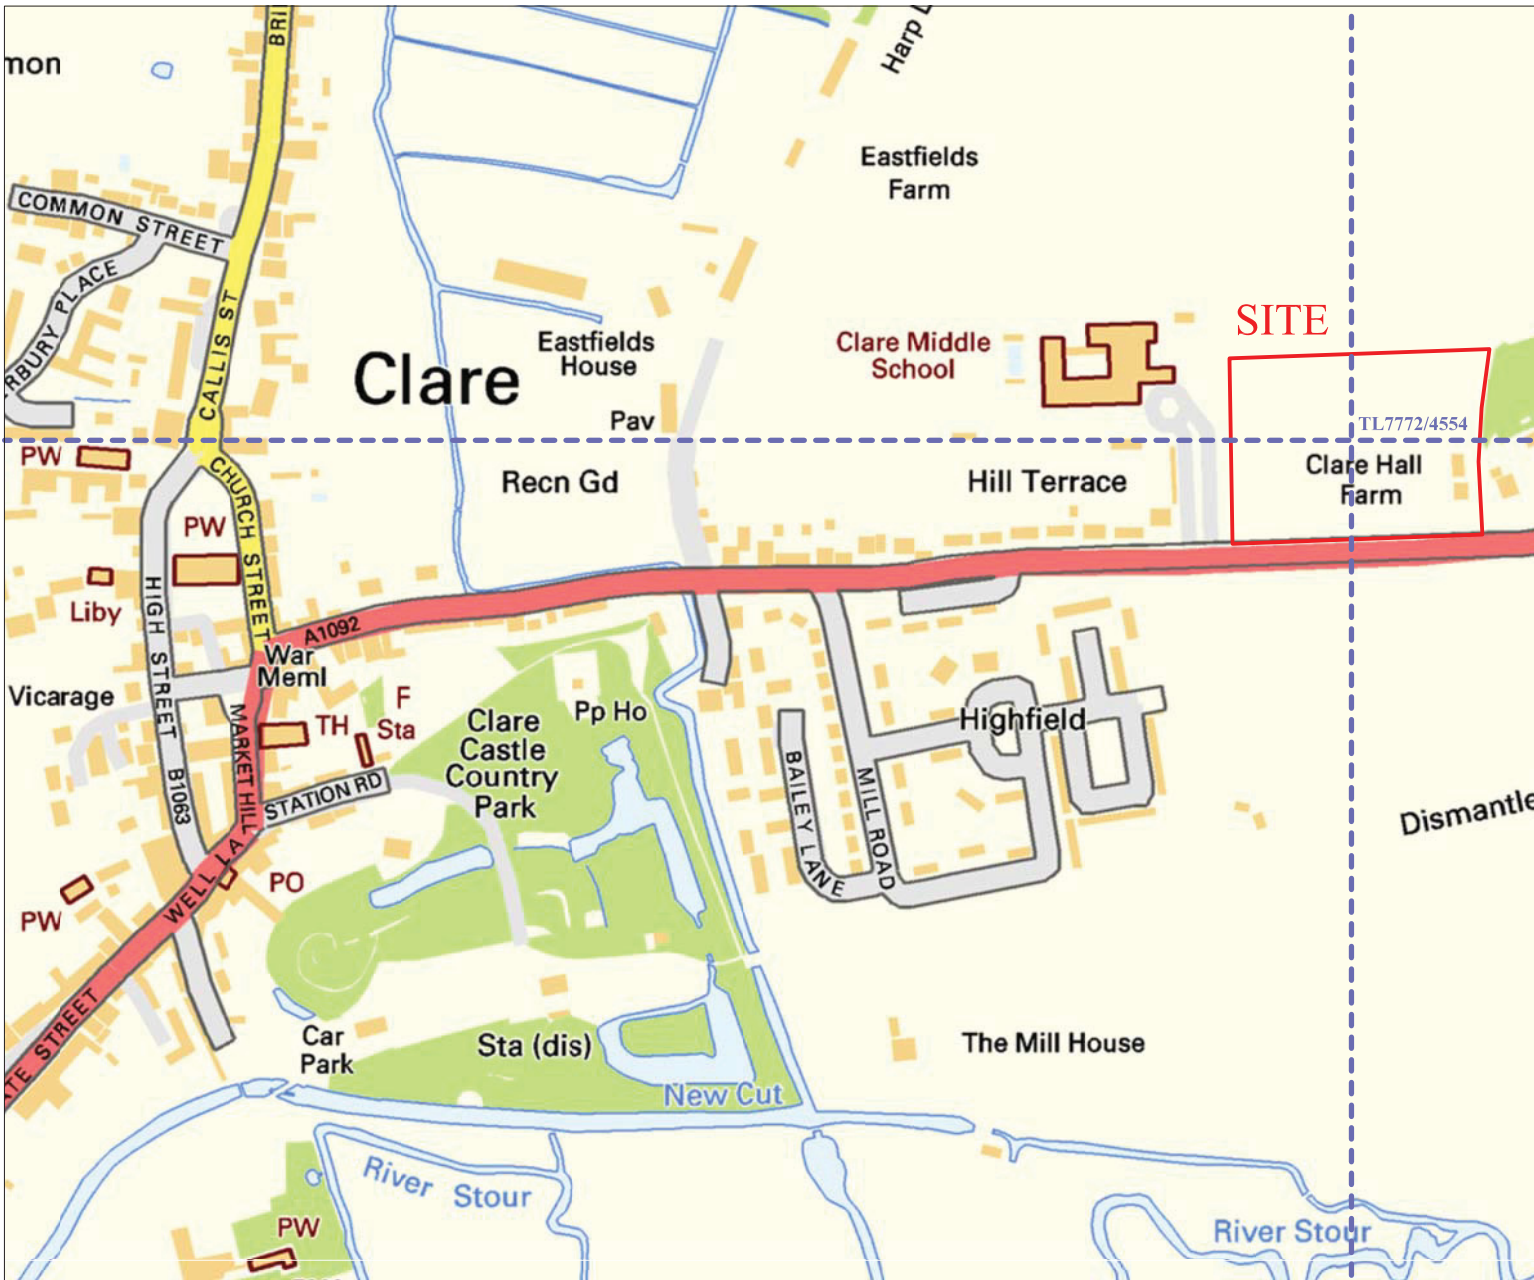 BRI
mon
Harp L
Eastfields
Farm
COMMON STREET
RBURY PLACE
CALLIS ST
Clare
Eastfields
House
Pav
Clare Middle
School
SITE
TL7772/4554
PW
CHURCH STREET
Recn Gd
Hill Terrace
Clare Hall
Farm
PW
Liby
HIGH STREET B1063
A1092
War
Meml
Vicarage
MARKET HILL
TH
F
Sta
Clare
Castle
Country
Park
Pp Ho
Highfield
STATION RD
BAILEY LANE
MILL ROAD
Dismantle
WELL LA
PO
PW
ATE STREET
Car
Park
Sta (dis)
The Mill House
New Cut
River Stour
PW
River Stour